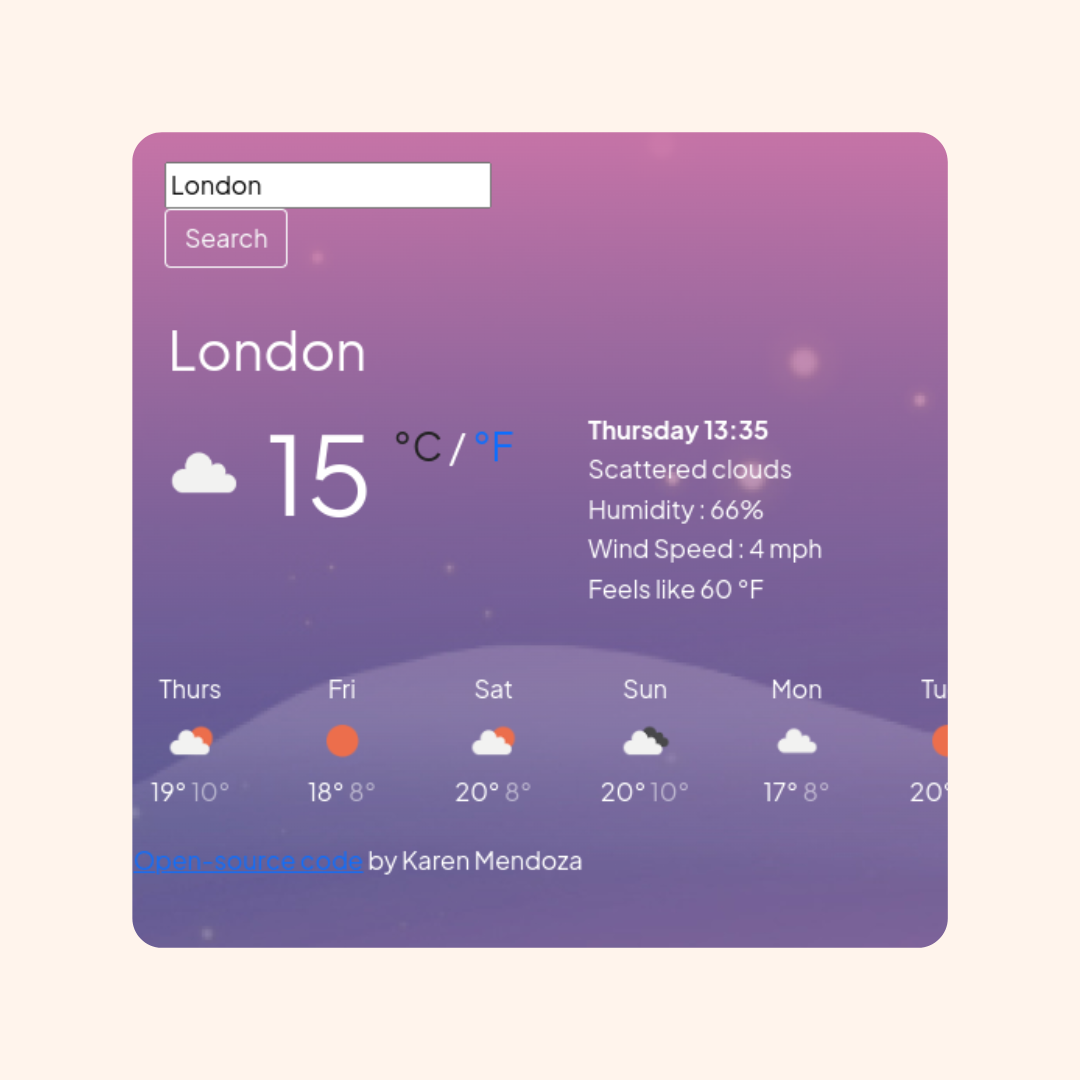 London
Search
London
15 °C / °F
Thursday 13:35
Scattered clouds
Humidity : 66%
Wind Speed : 4 mph
Feels like 60 °F
Thurs Fri Sat Sun Mon Tu
19° 10° 18° 8° 20° 8° 20° 10° 17° 8° 20°
Open-source code by Karen Mendoza